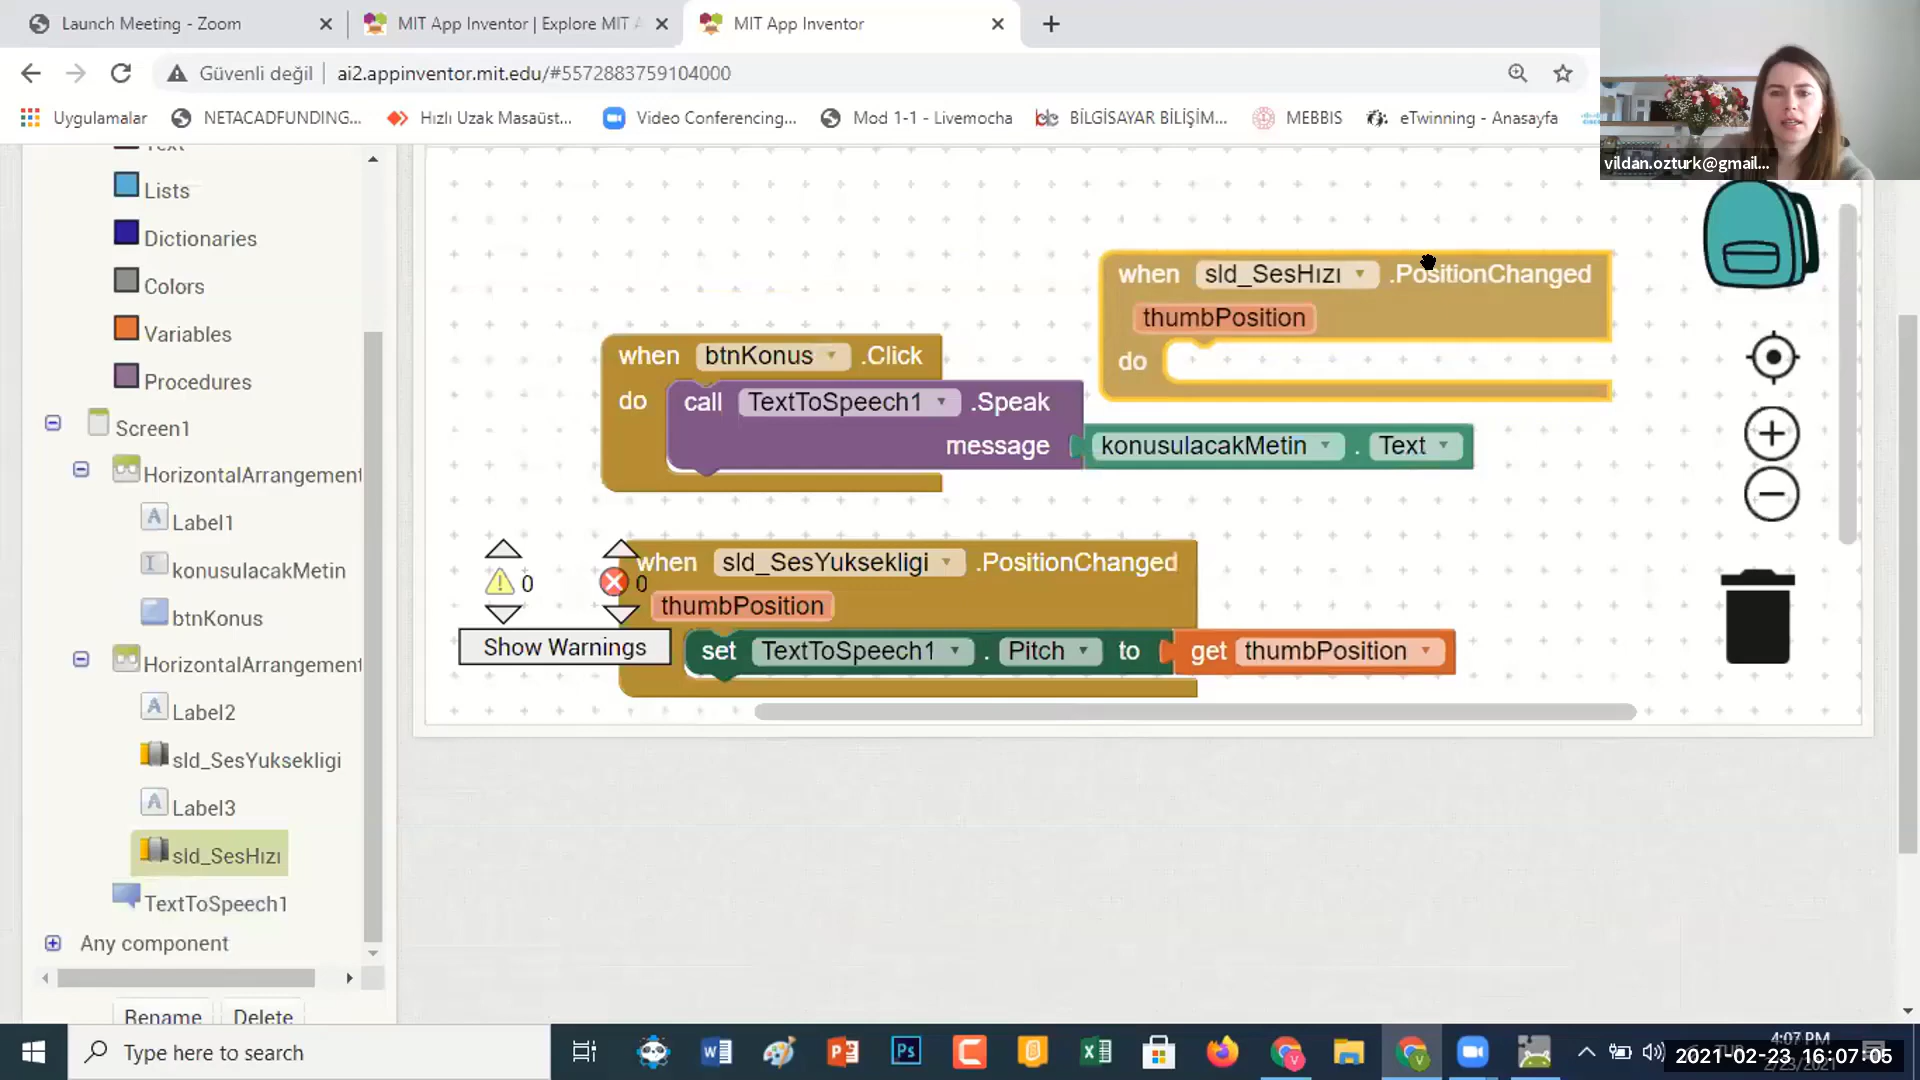 Launch Meeting - Zoom
MIT App Inventor | Explore MIT A
MIT App Inventor
Güvenli değil
ai2.appinventor.mit.edu/#5572883759104000
Uygulamalar
NETACADFUNDING...
Hızlı Uzak Masaüst...
Video Conferencing...
Mod 1-1 - Livemocha
BİLGİSAYAR BİLİŞİM...
MEBBIS
eTwinning - Anasayfa
vildan.ozturk@gmail...
Text
Lists
Dictionaries
Colors
Variables
Procedures
Screen1
HorizontalArrangement
Label1
konusulacakMetin
btnKonus
HorizontalArrangement
Label2
sld_SesYuksekligi
Label3
sld_SesHızı
TextToSpeech1
Any component
Rename
Delete
when sld_SesHızı .PositionChanged
thumbPosition
do
when btnKonus .Click
do call TextToSpeech1 .Speak
message konusulacakMetin . Text
when sld_SesYuksekligi .PositionChanged
thumbPosition
set TextToSpeech1 . Pitch to get thumbPosition
0
0
Show Warnings
Type here to search
Ps
4:07 PM
2021-02-23 16:07:05